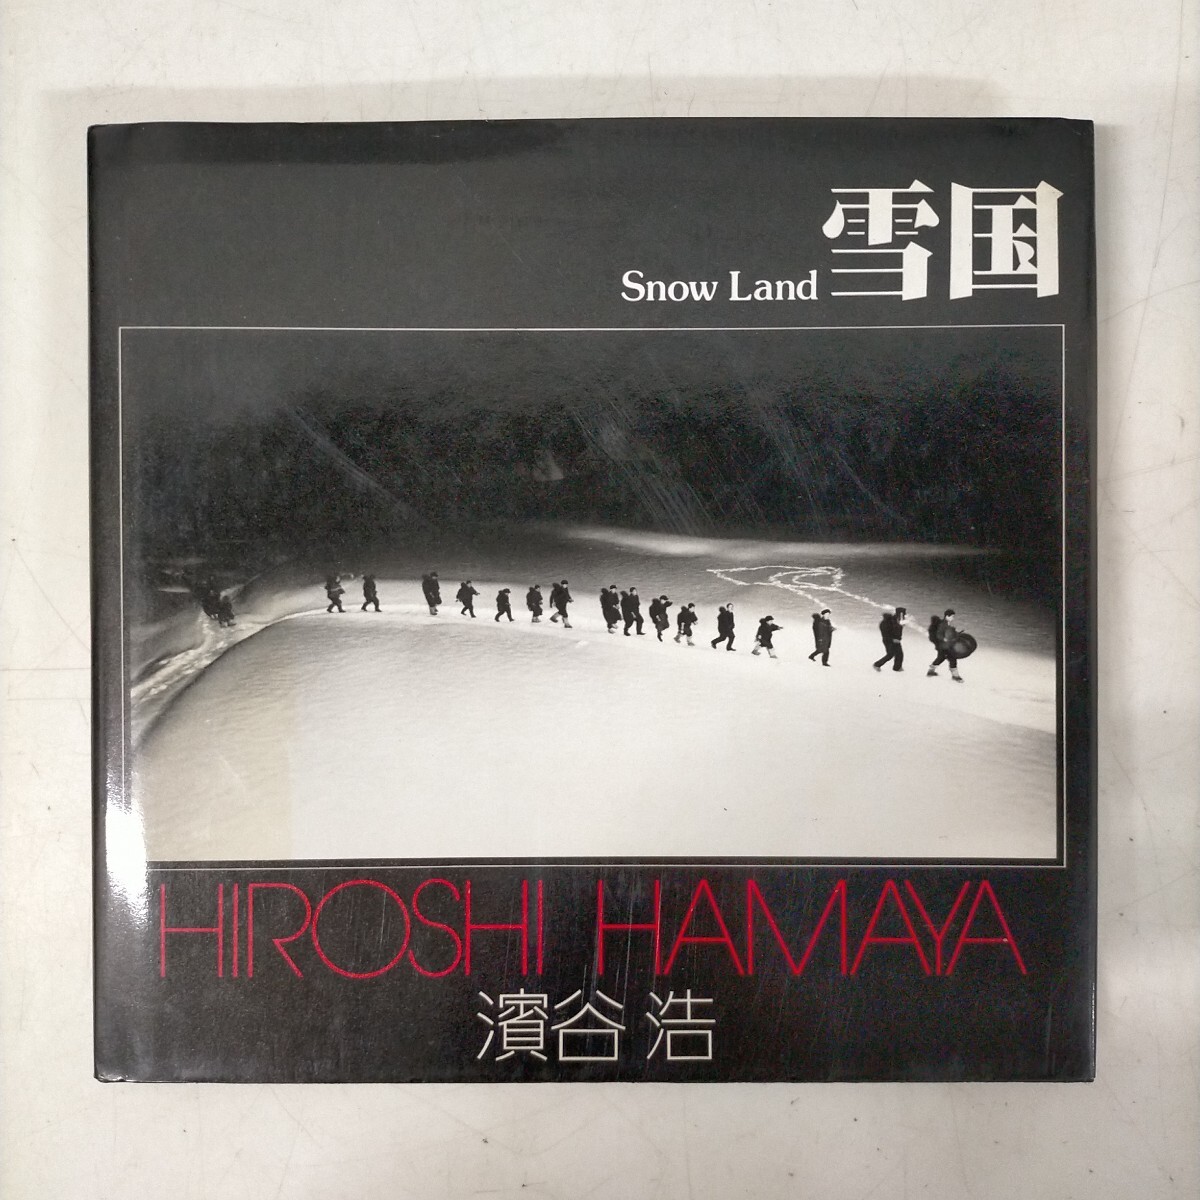 Snow Land 雪国
HIROSHI HAMAYA
濱谷 浩